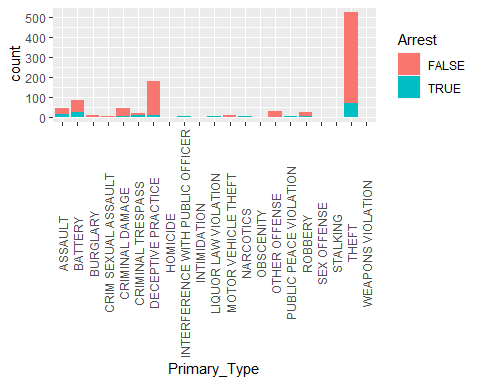 count
500
400
300
200
100
0
ASSAULT
BATTERY
BURGLARY
CRIM SEXUAL ASSAULT
CRIMINAL DAMAGE
CRIMINAL TRESPASS
DECEPTIVE PRACTICE
HOMICIDE
INTERFERENCE WITH PUBLIC OFFICER
INTIMIDATION
LIQUOR LAW VIOLATION
MOTOR VEHICLE THEFT
NARCOTICS
OBSCENITY
OTHER OFFENSE
PUBLIC PEACE VIOLATION
ROBBERY
SEX OFFENSE
STALKING
THEFT
WEAPONS VIOLATION
Primary_Type
Arrest
FALSE
TRUE